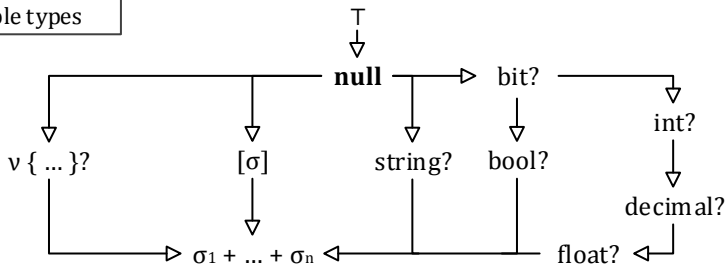 ble types
⊤
null
bit?
int?
ν { … }?
[σ]
string?
bool?
decimal?
σ1 + … + σn
float?